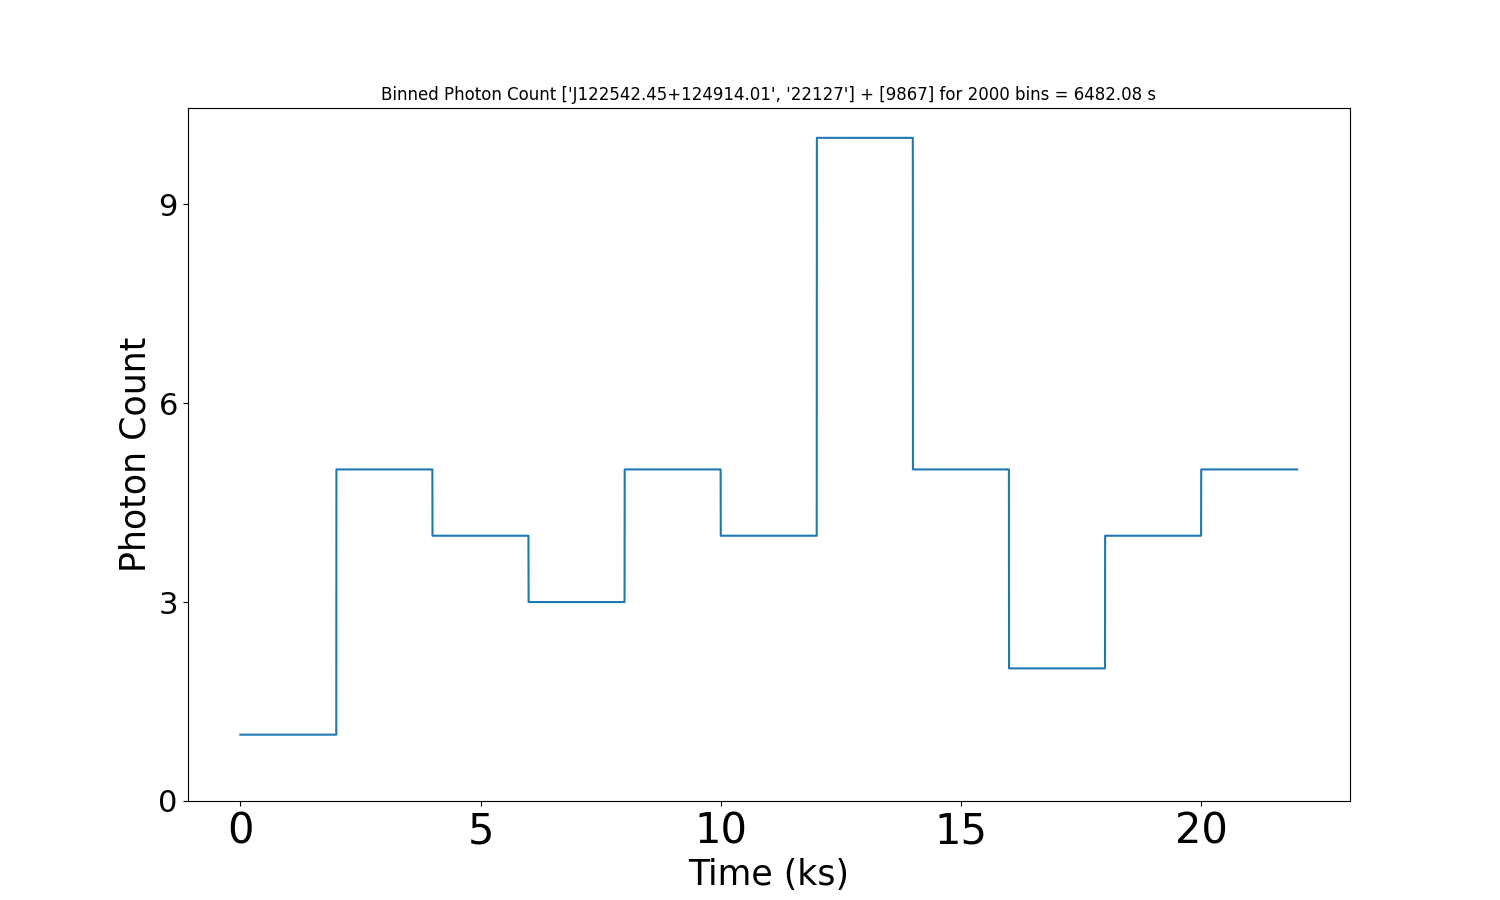 Binned Photon Count ['J122542.45+124914.01', '22127'] + [9867] for 2000 bins = 6482.08 s
Photon Count
9
6
3
0
0 5 10 15 20
Time (ks)